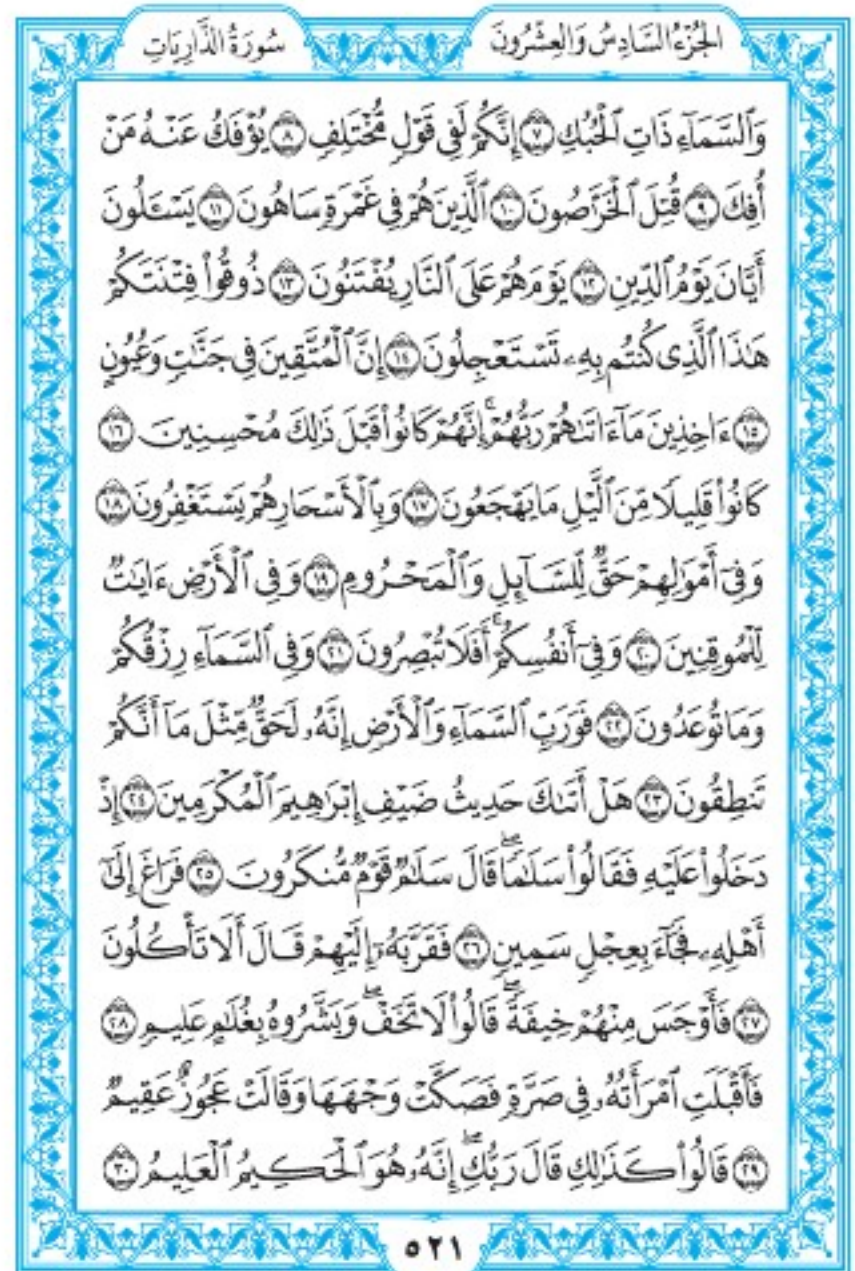 الجُزْءُ السَّادِسُ وَالعِشْرُونَ
سُورَةُ الذَّارِيَاتِ
وَٱلسَّمَآءِ ذَاتِ ٱلْحُبُكِ ٧ إِنَّكُمْ لَفِى قَوْلٍ مُّخْتَلِفٍ ٨ يُؤْفَكُ عَنْهُ مَنْ
أُفِكَ ٩ قُتِلَ ٱلْخَرَّٰصُونَ ١٠ ٱلَّذِينَ هُمْ فِى غَمْرَةٍ سَاهُونَ ١١ يَسْـَٔلُونَ
أَيَّانَ يَوْمُ ٱلدِّينِ ١٢ يَوْمَ هُمْ عَلَى ٱلنَّارِ يُفْتَنُونَ ١٣ ذُوقُوا۟ فِتْنَتَكُمْ
هَٰذَا ٱلَّذِى كُنتُم بِهِۦ تَسْتَعْجِلُونَ ١٤ إِنَّ ٱلْمُتَّقِينَ فِى جَنَّٰتٍ وَعُيُونٍ
١٥ ءَاخِذِينَ مَآ ءَاتَىٰهُمْ رَبُّهُمْ ۚ إِنَّهُمْ كَانُوا۟ قَبْلَ ذَٰلِكَ مُحْسِنِينَ ١٦
كَانُوا۟ قَلِيلًا مِّنَ ٱلَّيْلِ مَا يَهْجَعُونَ ١٧ وَبِٱلْأَسْحَارِ هُمْ يَسْتَغْفِرُونَ ١٨
وَفِىٓ أَمْوَٰلِهِمْ حَقٌّ لِّلسَّآئِلِ وَٱلْمَحْرُومِ ١٩ وَفِى ٱلْأَرْضِ ءَايَٰتٌ
لِّلْمُوقِنِينَ ٢٠ وَفِىٓ أَنفُسِكُمْ ۚ أَفَلَا تُبْصِرُونَ ٢١ وَفِى ٱلسَّمَآءِ رِزْقُكُمْ
وَمَا تُوعَدُونَ ٢٢ فَوَرَبِّ ٱلسَّمَآءِ وَٱلْأَرْضِ إِنَّهُۥ لَحَقٌّ مِّثْلَ مَآ أَنَّكُمْ
تَنطِقُونَ ٢٣ هَلْ أَتَىٰكَ حَدِيثُ ضَيْفِ إِبْرَٰهِيمَ ٱلْمُكْرَمِينَ ٢٤ إِذْ
دَخَلُوا۟ عَلَيْهِ فَقَالُوا۟ سَلَٰمًا ۖ قَالَ سَلَٰمٌ قَوْمٌ مُّنكَرُونَ ٢٥ فَرَاغَ إِلَىٰٓ
أَهْلِهِۦ فَجَآءَ بِعِجْلٍ سَمِينٍ ٢٦ فَقَرَّبَهُۥٓ إِلَيْهِمْ قَالَ أَلَا تَأْكُلُونَ
٢٧ فَأَوْجَسَ مِنْهُمْ خِيفَةً ۖ قَالُوا۟ لَا تَخَفْ ۖ وَبَشَّرُوهُ بِغُلَٰمٍ عَلِيمٍ ٢٨
فَأَقْبَلَتِ ٱمْرَأَتُهُۥ فِى صَرَّةٍ فَصَكَّتْ وَجْهَهَا وَقَالَتْ عَجُوزٌ عَقِيمٌ
٢٩ قَالُوا۟ كَذَٰلِكِ قَالَ رَبُّكِ ۖ إِنَّهُۥ هُوَ ٱلْحَكِيمُ ٱلْعَلِيمُ ٣٠
٥٢١